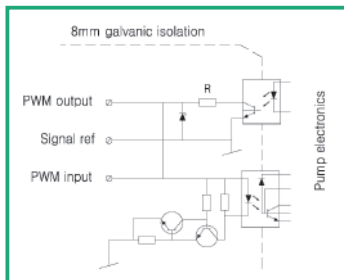 8mm galvanic isolation
R
PWM output
Signal ref
PWM input
Pump electronics